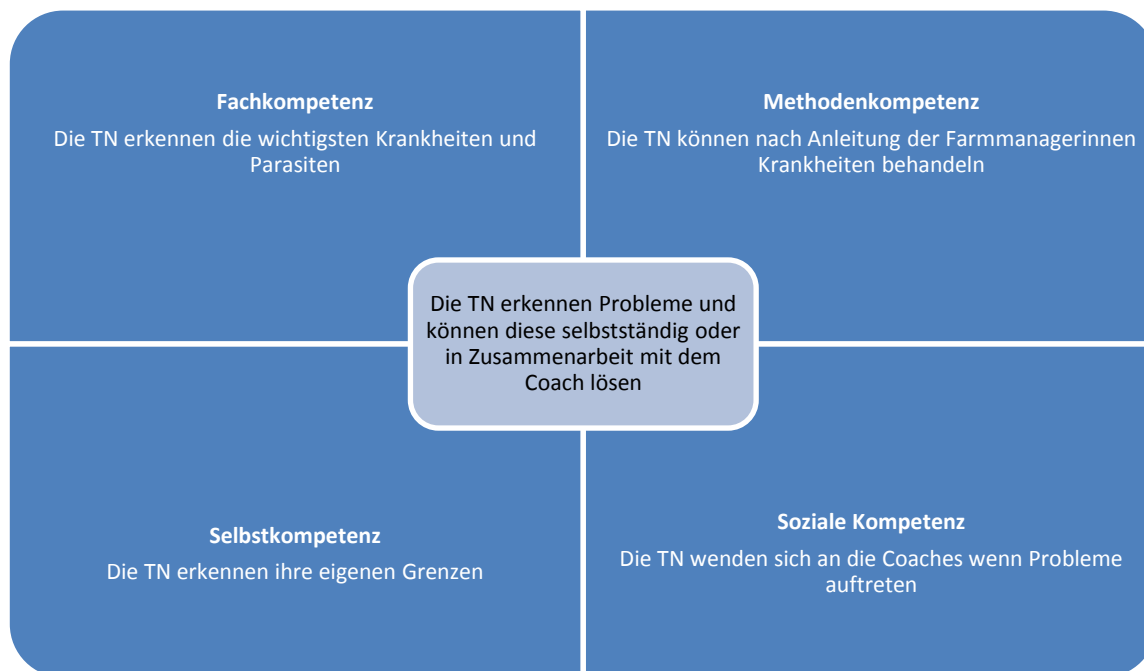 Fachkompetenz
Die TN erkennen die wichtigsten Krankheiten und
Parasiten
Methodenkompetenz
Die TN können nach Anleitung der Farmmanagerinnen
Krankheiten behandeln
Die TN erkennen Probleme und
können diese selbstständig oder
in Zusammenarbeit mit dem
Coach lösen
Selbstkompetenz
Die TN erkennen ihre eigenen Grenzen
Soziale Kompetenz
Die TN wenden sich an die Coaches wenn Probleme
auftreten